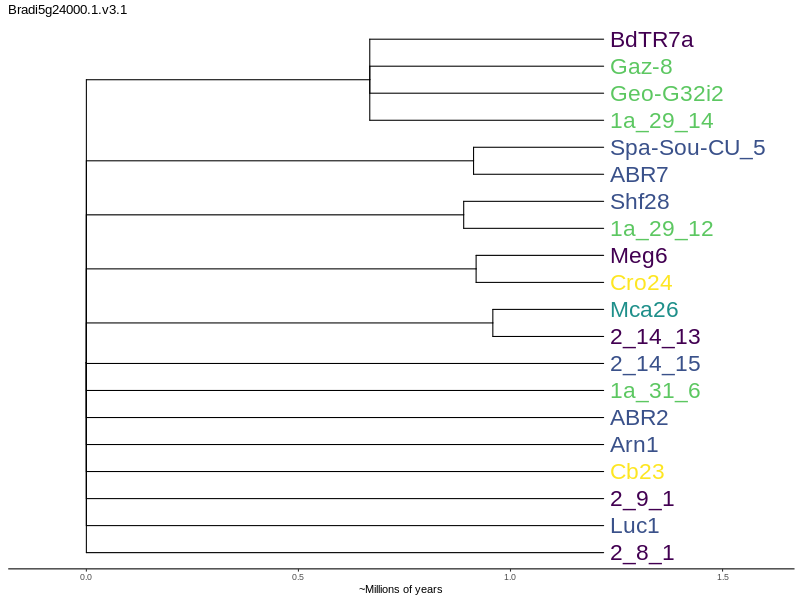 Bradi5g24000.1.v3.1
BdTR7a
Gaz-8
Geo-G32i2
1a_29_14
Spa-Sou-CU_5
ABR7
Shf28
1a_29_12
Meg6
Cro24
Mca26
2_14_13
2_14_15
1a_31_6
ABR2
Arn1
Cb23
2_9_1
Luc1
2_8_1
0.0 0.5 1.0 1.5
~Millions of years